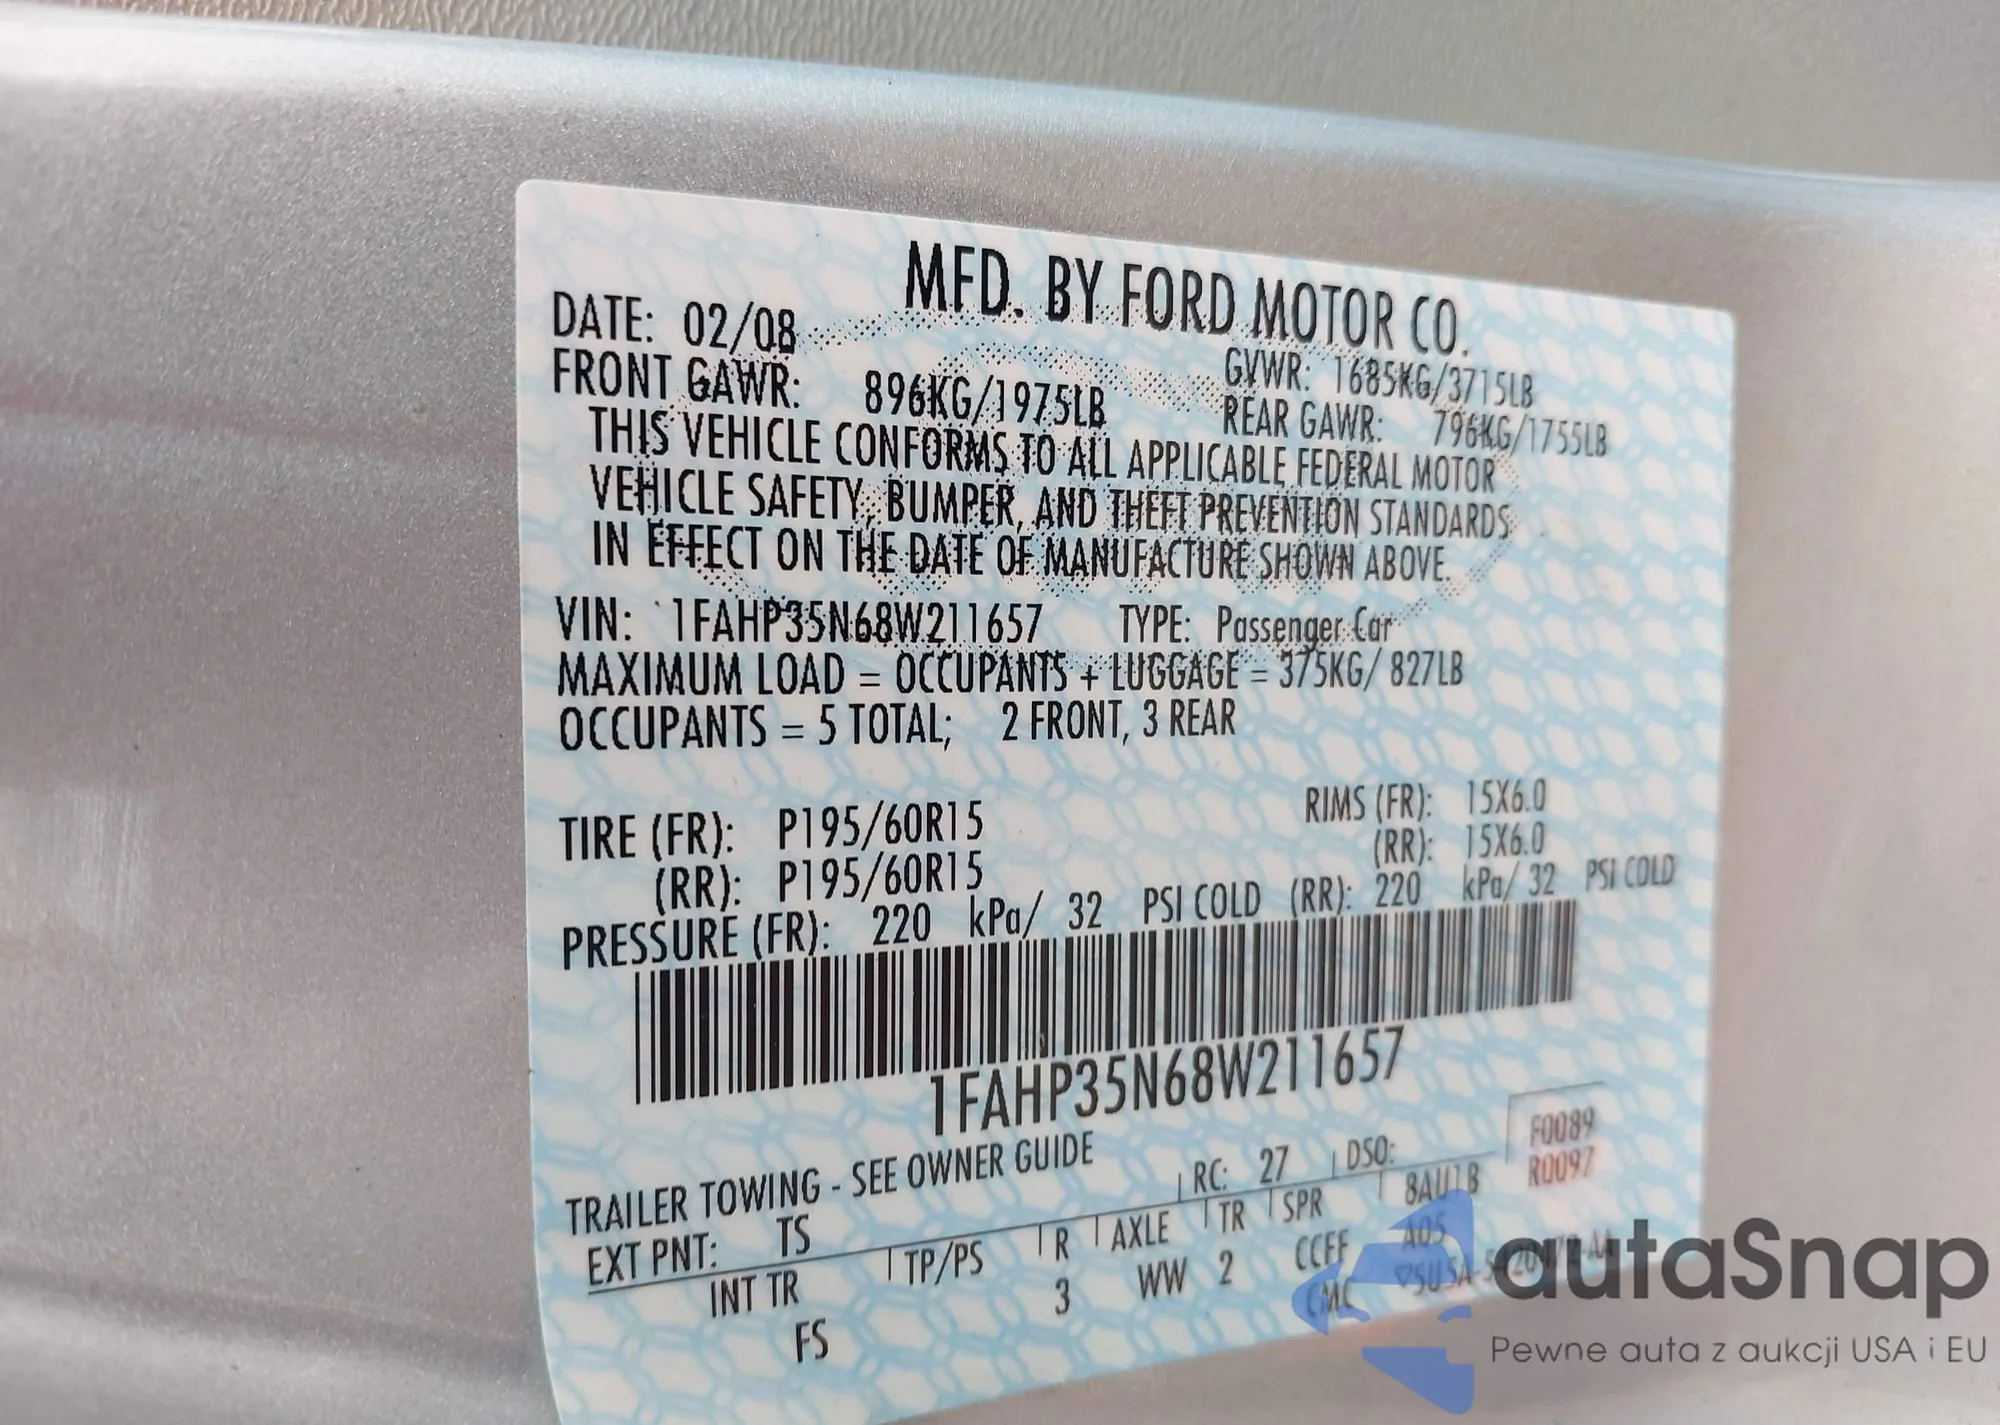 MFD. BY FORD MOTOR CO.
DATE: 02/08
GVWR: 1685KG/3715LB
FRONT GAWR: 896KG/1975LB
REAR GAWR: 796KG/1755LB
THIS VEHICLE CONFORMS TO ALL APPLICABLE FEDERAL MOTOR
VEHICLE SAFETY, BUMPER, AND THEFT PREVENTION STANDARDS
IN EFFECT ON THE DATE OF MANUFACTURE SHOWN ABOVE.
VIN: 1FAHP35N68W211657 TYPE: Passenger Car
MAXIMUM LOAD = OCCUPANTS + LUGGAGE = 375KG/ 827LB
OCCUPANTS = 5 TOTAL; 2 FRONT, 3 REAR
TIRE (FR): P195/60R15 RIMS (FR): 15X6.0
(RR): P195/60R15 (RR): 15X6.0
PRESSURE (FR): 220 kPa/ 32 PSI COLD (RR): 220 kPa/ 32 PSI COLD
1FAHP35N68W211657
F0089
R0097
TRAILER TOWING - SEE OWNER GUIDE RC: 27 DSO:
EXT PNT: TS 8AU1B
INT TR TP/PS R AXLE TR SPR A05
FS 3 WW 2 CCFF
CMC
autaSnap
Pewne auta z aukcji USA i EU